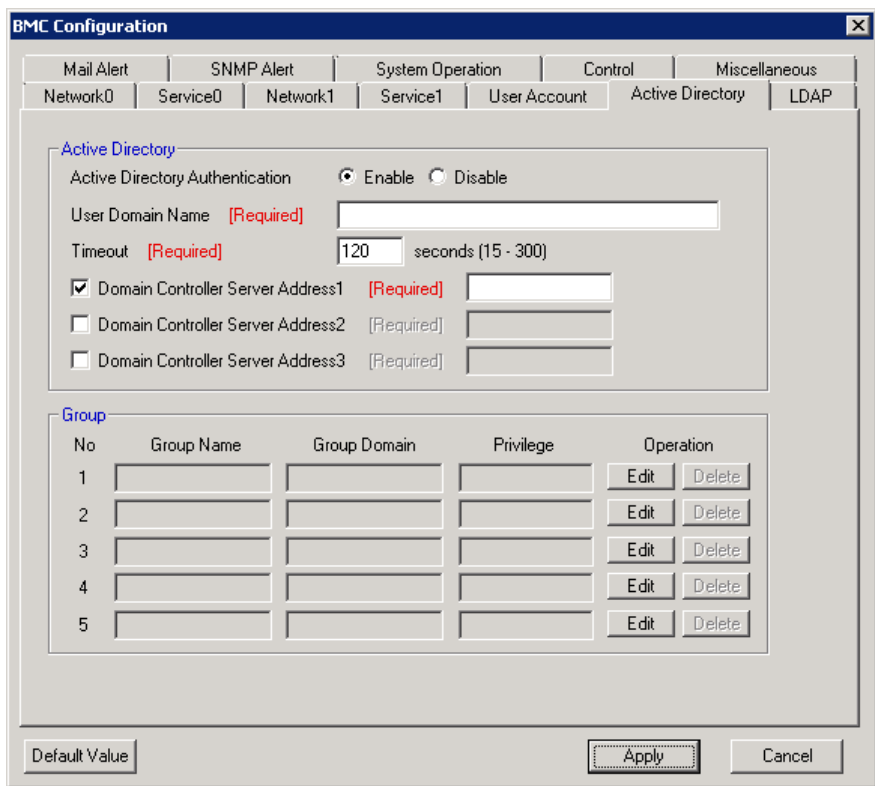 BMC Configuration
Mail Alert SNMP Alert System Operation Control Miscellaneous
Network0 Service0 Network1 Service1 User Account Active Directory LDAP
Active Directory
Active Directory Authentication Enable Disable
User Domain Name [Required]
Timeout [Required] 120 seconds (15 - 300)
Domain Controller Server Address1 [Required]
Domain Controller Server Address2 [Required]
Domain Controller Server Address3 [Required]
Group
No Group Name Group Domain Privilege Operation
1 Edit Delete
2 Edit Delete
3 Edit Delete
4 Edit Delete
5 Edit Delete
Default Value Apply Cancel